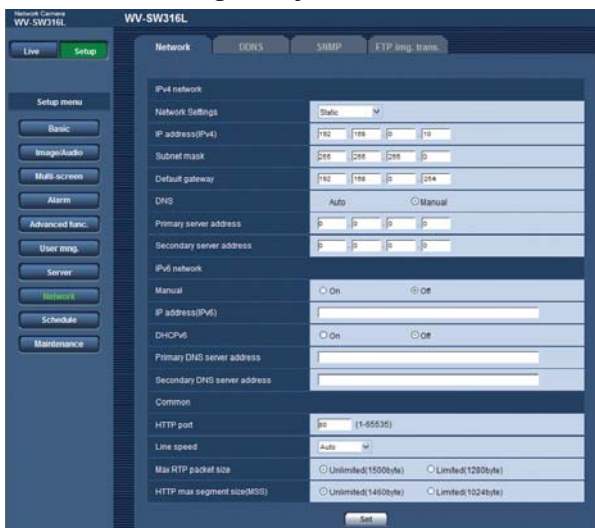 Network Camera
WV-SW316L
WV-SW316L
Live Setup
Network DDNS SNMP FTP img. trans.
Setup menu
Basic
Image/Audio
Multi-screen
Alarm
Advanced func.
User mng.
Server
Network
Schedule
Maintenance
IPv4 network
Network Settings Static
IP address(IPv4) 192 168 0 10
Subnet mask 255 255 255 0
Default gateway 192 168 0 254
DNS Auto Manual
Primary server address 0 0 0 0
Secondary server address 0 0 0 0
IPv6 network
Manual On Off
IP address(IPv6)
DHCPv6 On Off
Primary DNS server address
Secondary DNS server address
Common
HTTP port 80 (1-65535)
Line speed Auto
Max RTP packet size Unlimited(1500byte) Limited(1280byte)
HTTP max segment size(MSS) Unlimited(1460byte) Limited(1024byte)
Set